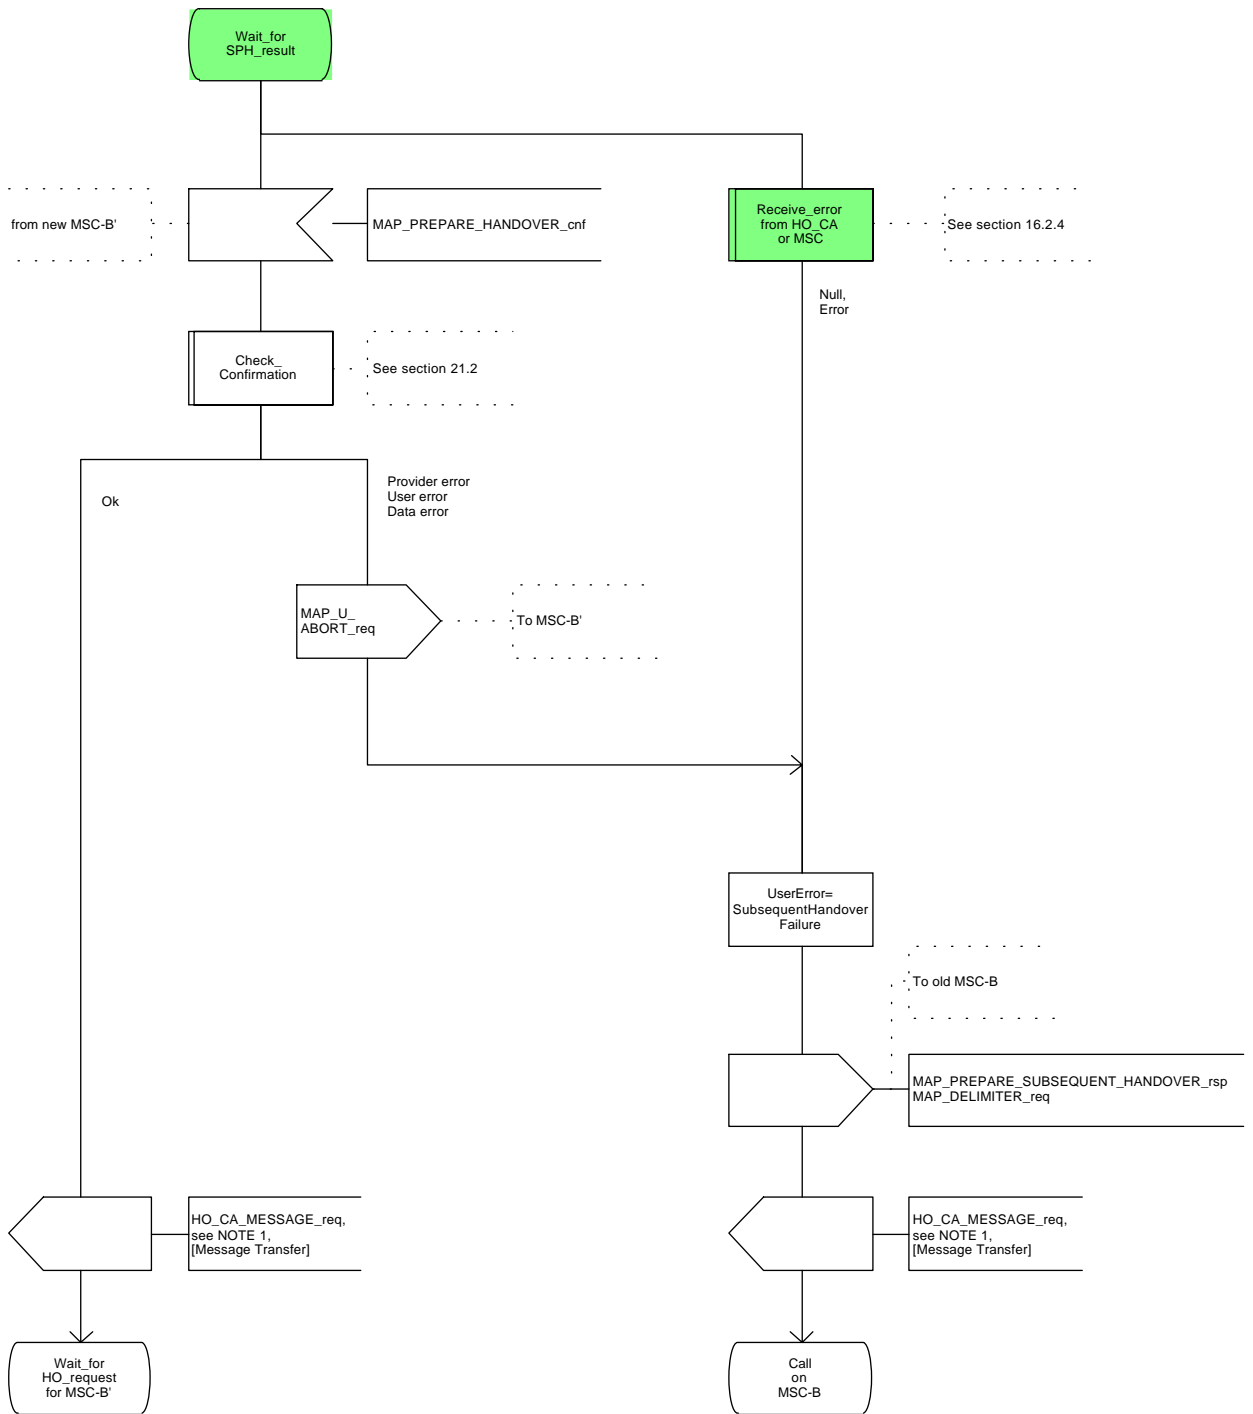 Wait_for
SPH_result
from new MSC-B'
MAP_PREPARE_HANDOVER_cnf
Receive_error
from HO_CA
or MSC
See section 16.2.4
Null,
Error
Check_
Confirmation
See section 21.2
Ok
Provider error
User error
Data error
MAP_U_
ABORT_req
To MSC-B'
UserError=
SubsequentHandover
Failure
To old MSC-B
MAP_PREPARE_SUBSEQUENT_HANDOVER_rsp
MAP_DELIMITER_req
HO_CA_MESSAGE_req,
see NOTE 1,
[Message Transfer]
HO_CA_MESSAGE_req,
see NOTE 1,
[Message Transfer]
Wait_for
HO_request
for MSC-B'
Call
on
MSC-B